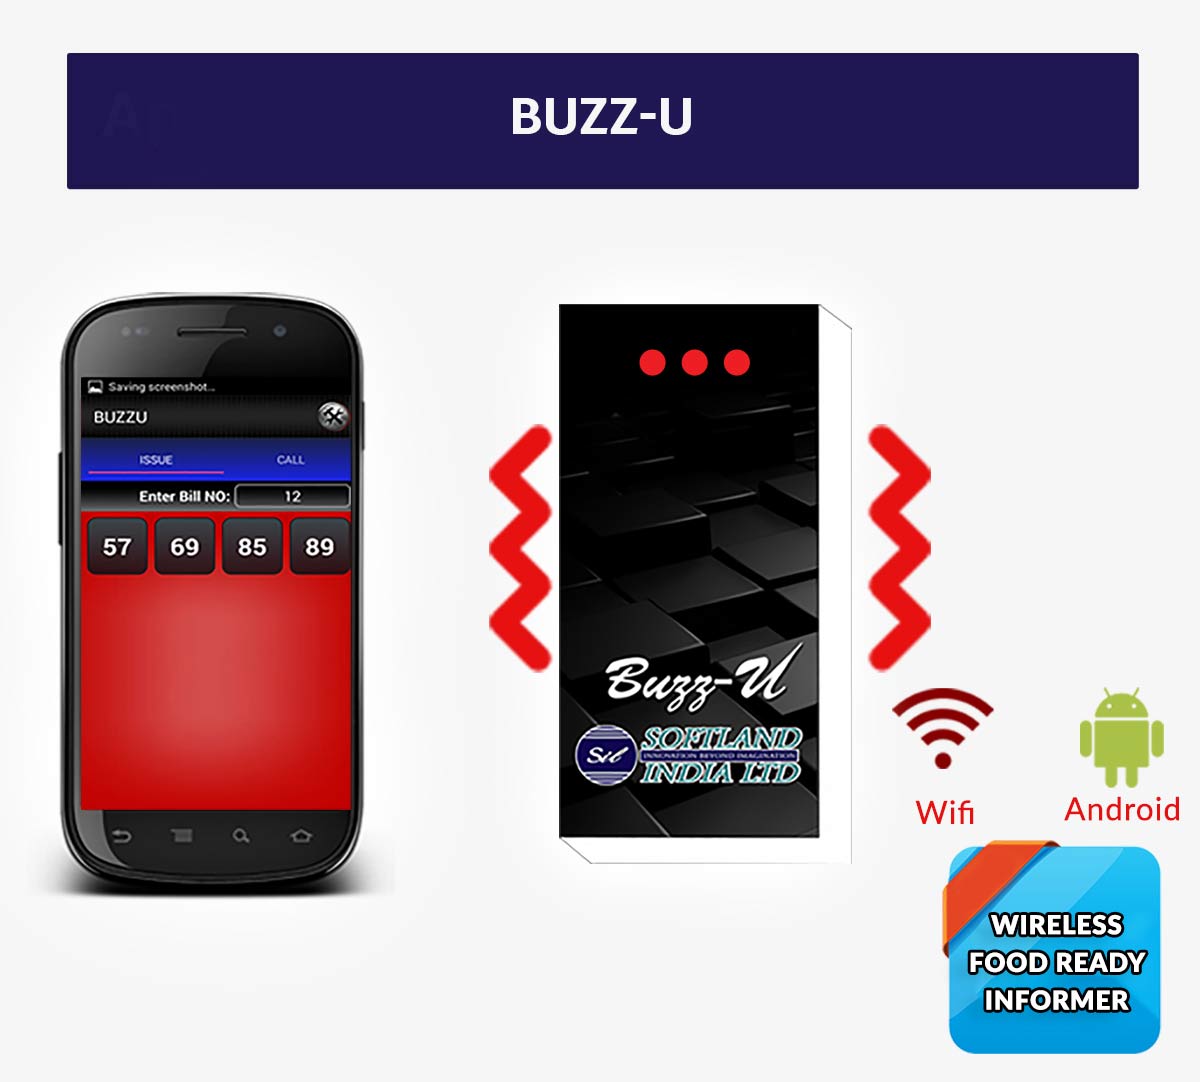 BUZZ-U
Saving screenshot...
BUZZU
ISSUE CALL
Enter Bill NO: 12
57 69 85 89
Buzz-U
Sil
SOFTLAND
INNOVATION BEYOND IMAGINATION
INDIA LTD
Wifi
Android
WIRELESS
FOOD READY
INFORMER